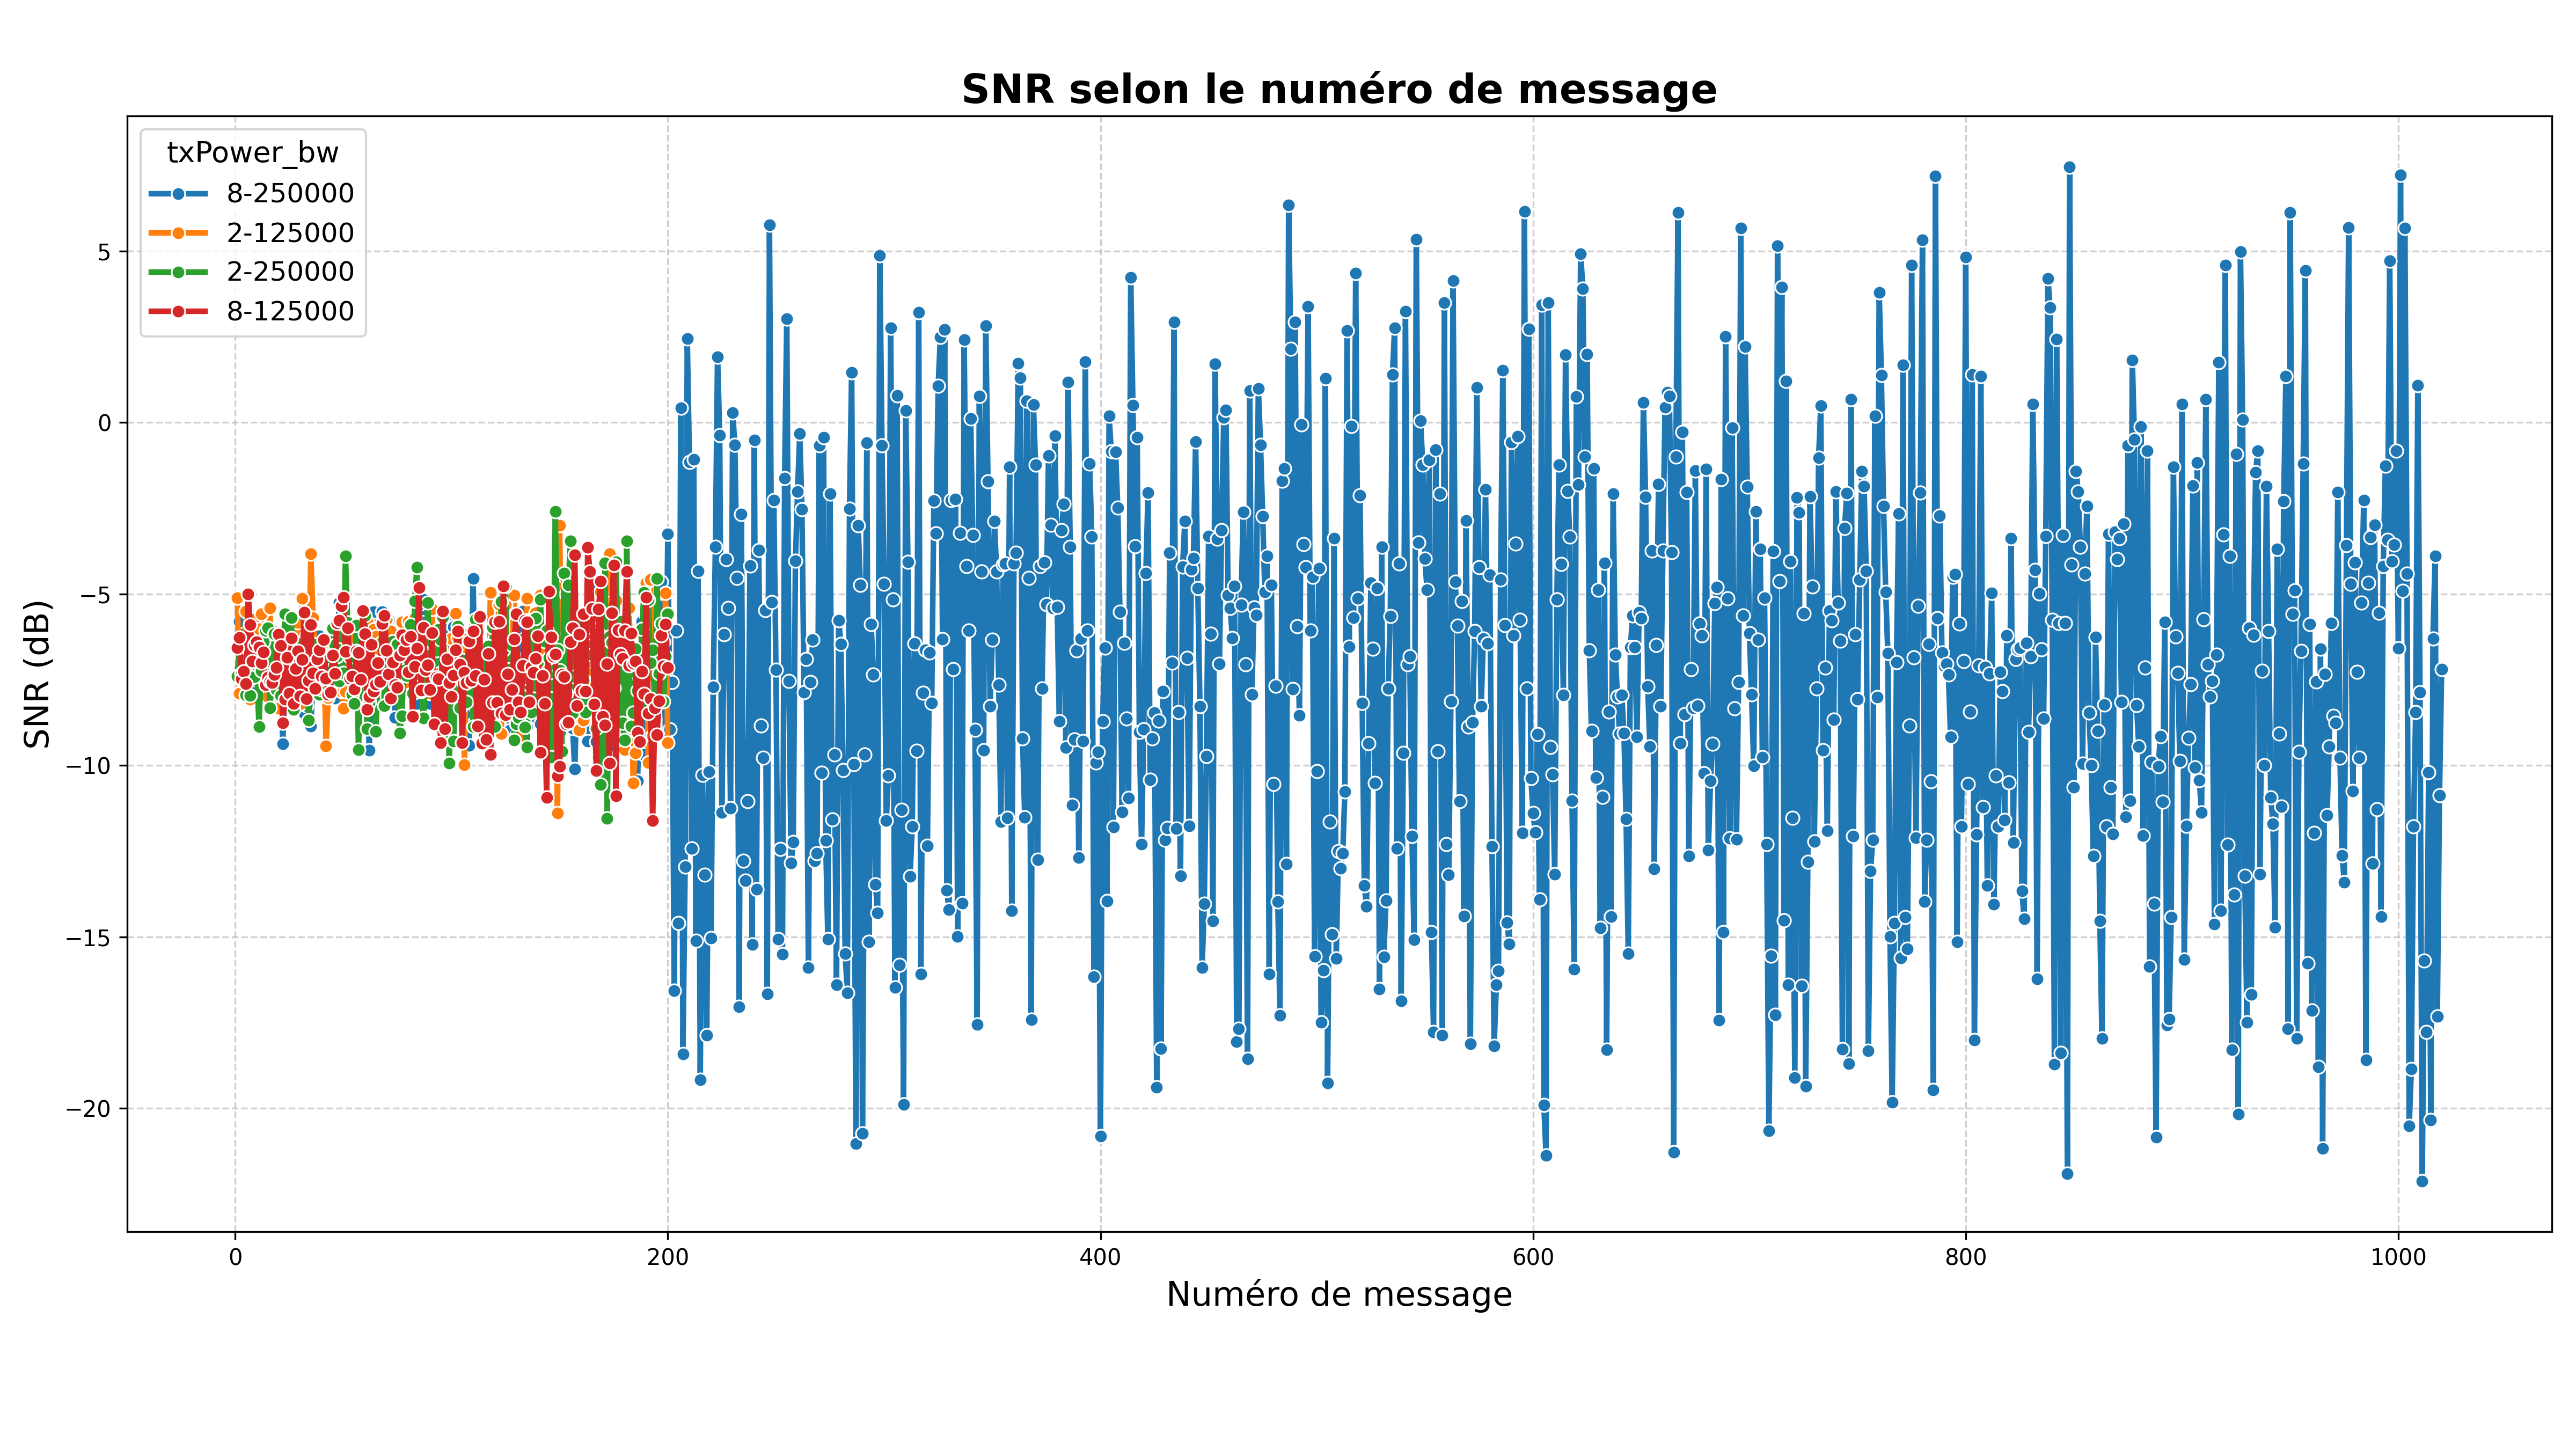 SNR selon le numéro de message
txPower_bw
8-250000
2-125000
2-250000
8-125000
SNR (dB)
5
0
−5
−10
−15
−20
0 200 400 600 800 1000
Numéro de message